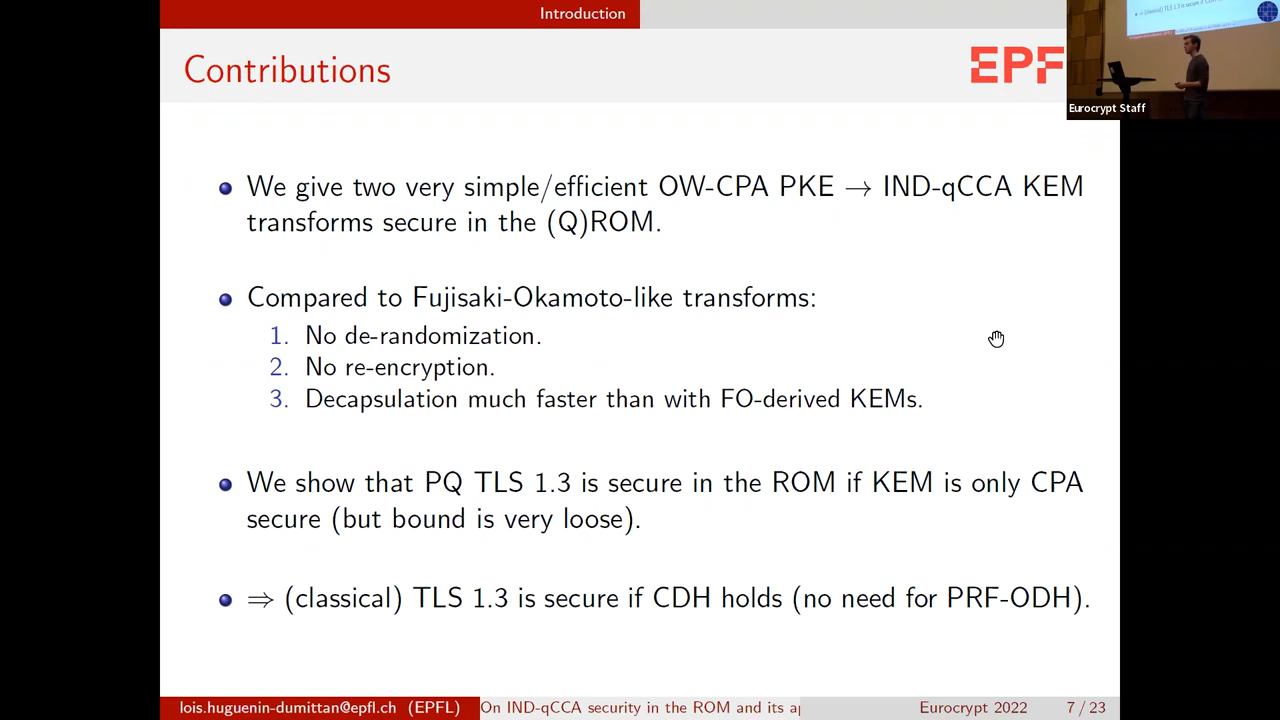 Introduction
Contributions
EPF
Eurocrypt Staff
We give two very simple/efficient OW-CPA PKE → IND-qCCA KEM
transforms secure in the (Q)ROM.
Compared to Fujisaki-Okamoto-like transforms:
1. No de-randomization.
2. No re-encryption.
3. Decapsulation much faster than with FO-derived KEMs.
We show that PQ TLS 1.3 is secure in the ROM if KEM is only CPA
secure (but bound is very loose).
⇒ (classical) TLS 1.3 is secure if CDH holds (no need for PRF-ODH).
lois.huguenin-dumittan@epfl.ch (EPFL)
On IND-qCCA security in the ROM and its
Eurocrypt 2022
7 / 23